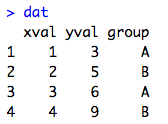 > dat
xval yval group
1 1 3 A
2 2 5 B
3 3 6 A
4 4 9 B